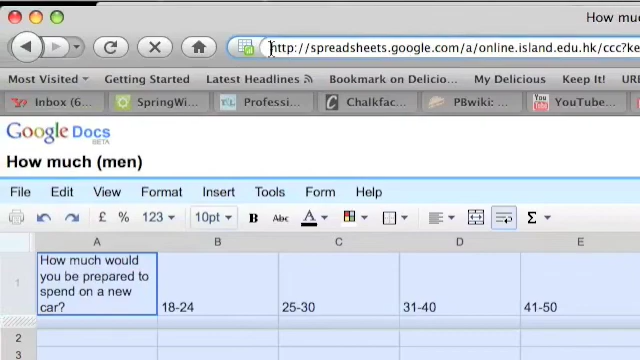 How much
http://spreadsheets.google.com/a/online.island.edu.hk/ccc?ke
Most Visited Getting Started Latest Headlines Bookmark on Delicio... My Delicious Keep It!
Inbox (6... SpringWi... Professi... Chalkfac... PBwiki: ... YouTube...
Google Docs
BETA
How much (men)
File Edit View Format Insert Tools Form Help
£ % 123 10pt B Abc A Σ
A B C D E
1 How much would
you be prepared to
spend on a new
car? 18-24 25-30 31-40 41-50
2
3